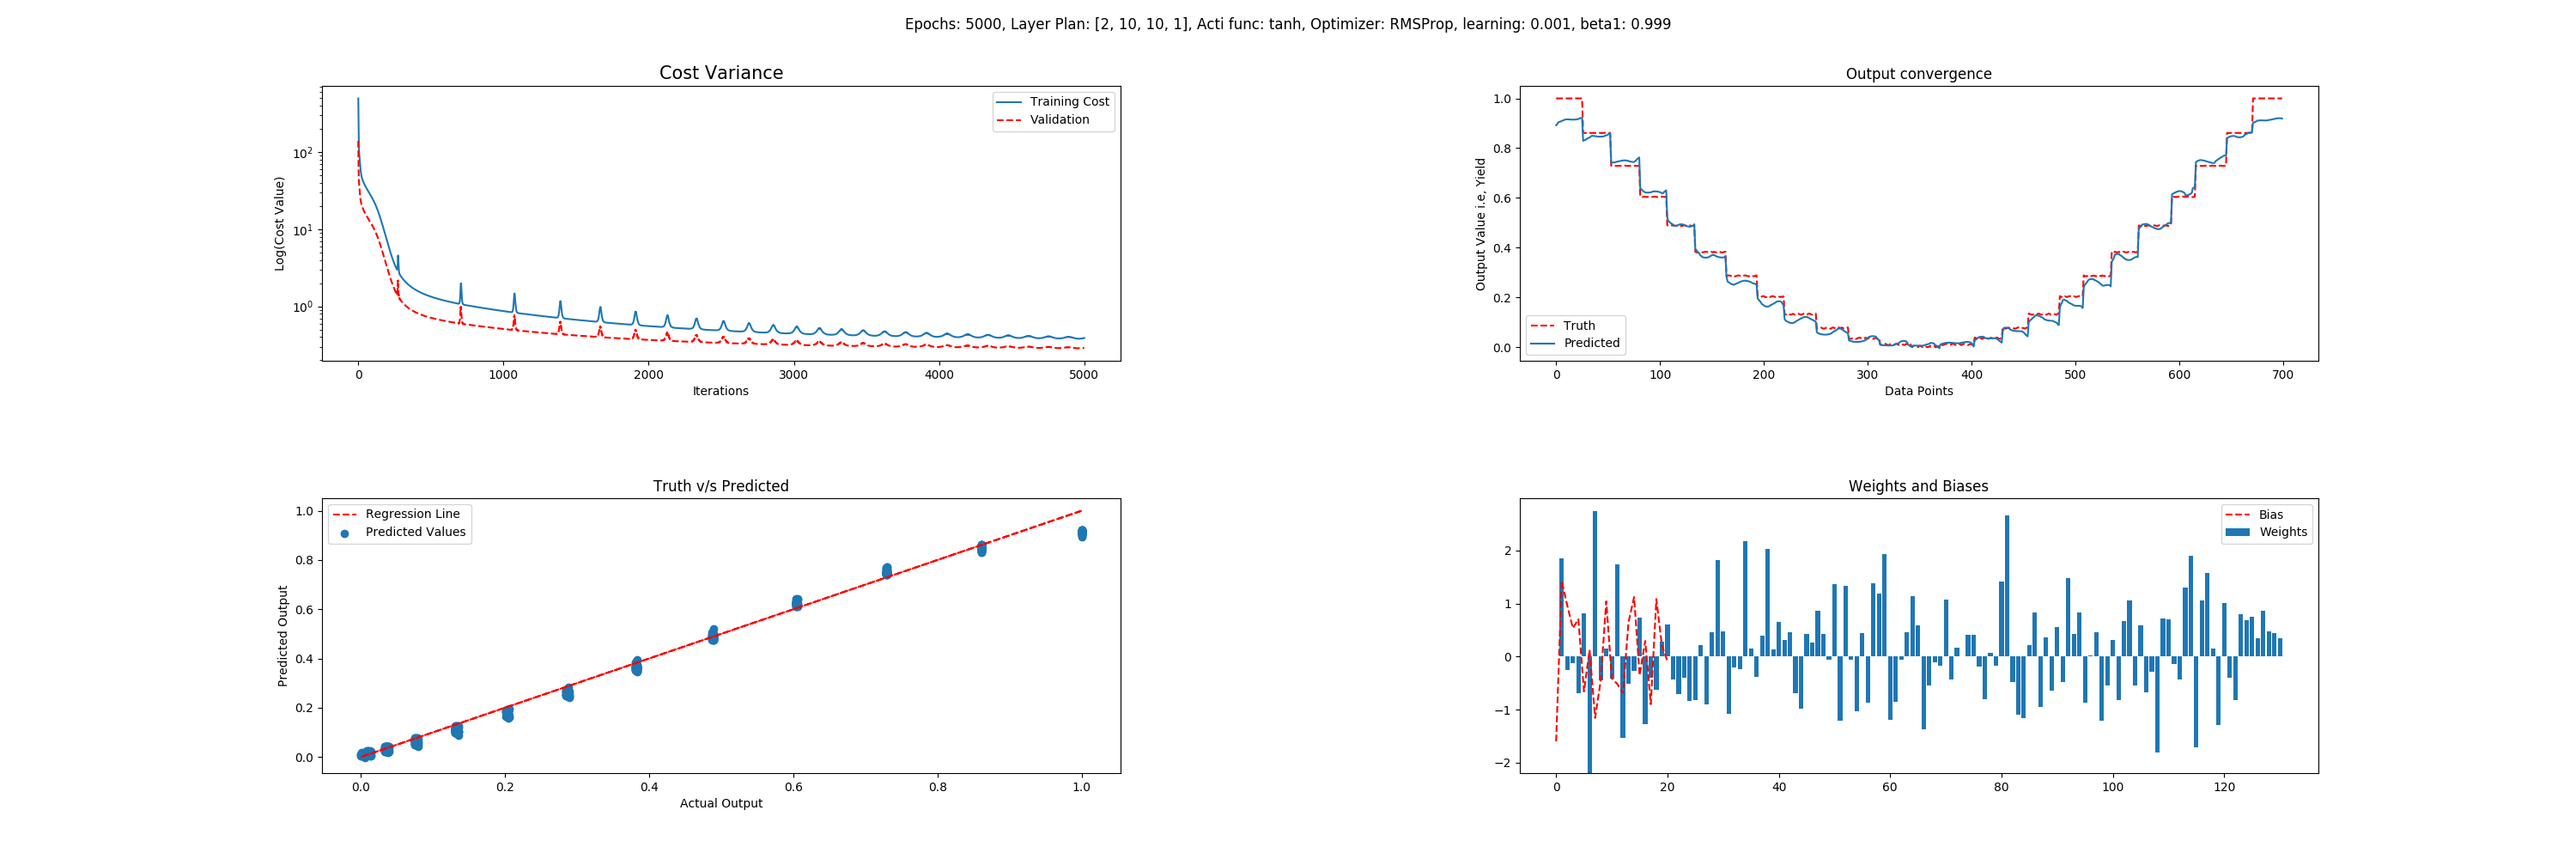 Epochs: 5000, Layer Plan: [2, 10, 10, 1], Acti func: tanh, Optimizer: RMSProp, learning: 0.001, beta1: 0.999
Cost Variance
Training Cost
Validation
10²
10¹
10⁰
Log(Cost Value)
0 1000 2000 3000 4000 5000
Iterations
Output convergence
1.0
0.8
0.6
0.4
0.2
0.0
Output Value i.e, Yield
Truth
Predicted
0 100 200 300 400 500 600 700
Data Points
Truth v/s Predicted
Regression Line
Predicted Values
1.0
0.8
0.6
0.4
0.2
0.0
Predicted Output
0.0 0.2 0.4 0.6 0.8 1.0
Actual Output
Weights and Biases
Bias
Weights
2
1
0
−1
−2
0 20 40 60 80 100 120